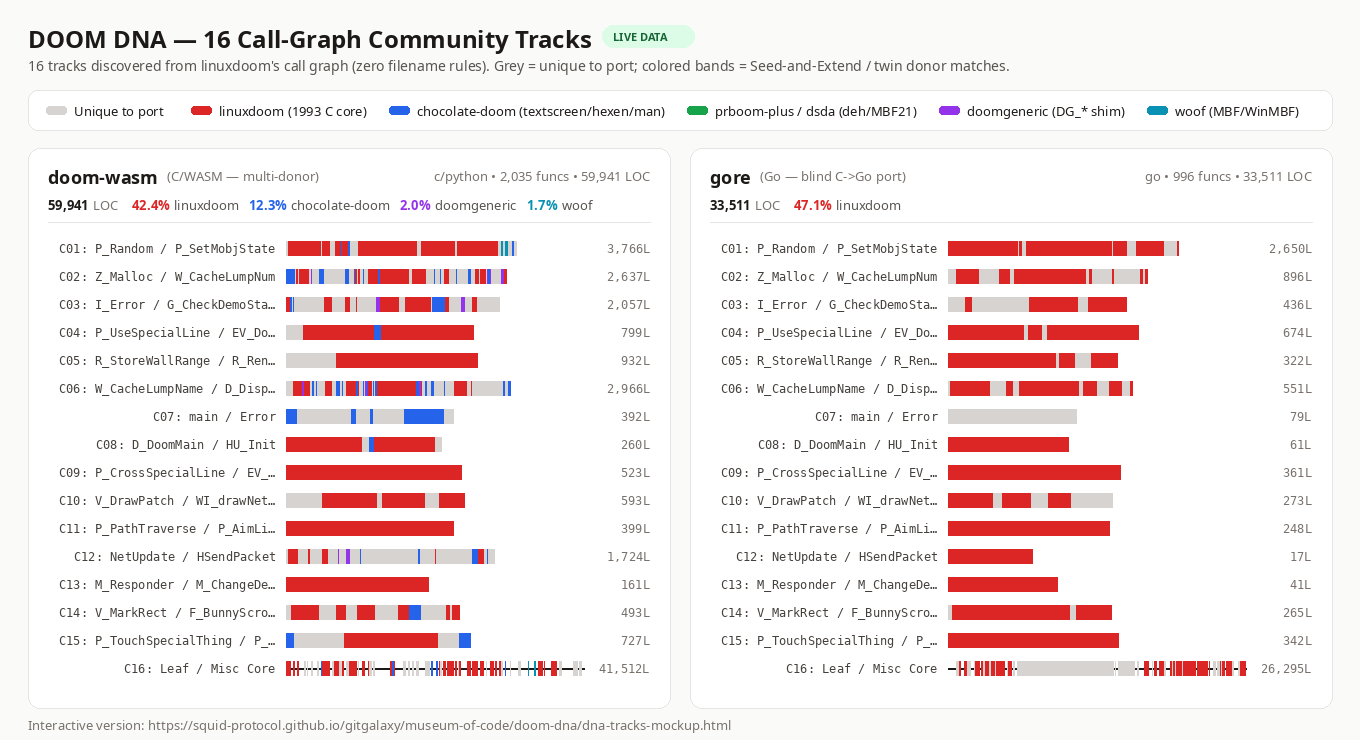 DOOM DNA — 16 Call-Graph Community Tracks LIVE DATA
16 tracks discovered from linuxdoom's call graph (zero filename rules). Grey = unique to port; colored bands = Seed-and-Extend / twin donor matches.
Unique to port linuxdoom (1993 C core) chocolate-doom (textscreen/hexen/man) prboom-plus / dsda (deh/MBF21) doomgeneric (DG_* shim) woof (MBF/WinMBF)
doom-wasm (C/WASM — multi-donor) c/python • 2,035 funcs • 59,941 LOC
59,941 LOC 42.4% linuxdoom 12.3% chocolate-doom 2.0% doomgeneric 1.7% woof
C01: P_Random / P_SetMobjState 3,766L
C02: Z_Malloc / W_CacheLumpNum 2,637L
C03: I_Error / G_CheckDemoSta… 2,057L
C04: P_UseSpecialLine / EV_Do… 799L
C05: R_StoreWallRange / R_Ren… 932L
C06: W_CacheLumpName / D_Disp… 2,966L
C07: main / Error 392L
C08: D_DoomMain / HU_Init 260L
C09: P_CrossSpecialLine / EV_… 523L
C10: V_DrawPatch / WI_drawNet… 593L
C11: P_PathTraverse / P_AimLi… 399L
C12: NetUpdate / HSendPacket 1,724L
C13: M_Responder / M_ChangeDe… 161L
C14: V_MarkRect / F_BunnyScro… 493L
C15: P_TouchSpecialThing / P_… 727L
C16: Leaf / Misc Core 41,512L
gore (Go — blind C->Go port) go • 996 funcs • 33,511 LOC
33,511 LOC 47.1% linuxdoom
C01: P_Random / P_SetMobjState 2,650L
C02: Z_Malloc / W_CacheLumpNum 896L
C03: I_Error / G_CheckDemoSta… 436L
C04: P_UseSpecialLine / EV_Do… 674L
C05: R_StoreWallRange / R_Ren… 322L
C06: W_CacheLumpName / D_Disp… 551L
C07: main / Error 79L
C08: D_DoomMain / HU_Init 61L
C09: P_CrossSpecialLine / EV_… 361L
C10: V_DrawPatch / WI_drawNet… 273L
C11: P_PathTraverse / P_AimLi… 248L
C12: NetUpdate / HSendPacket 17L
C13: M_Responder / M_ChangeDe… 41L
C14: V_MarkRect / F_BunnyScro… 265L
C15: P_TouchSpecialThing / P_… 342L
C16: Leaf / Misc Core 26,295L
Interactive version: https://squid-protocol.github.io/gitgalaxy/museum-of-code/doom-dna/dna-tracks-mockup.html